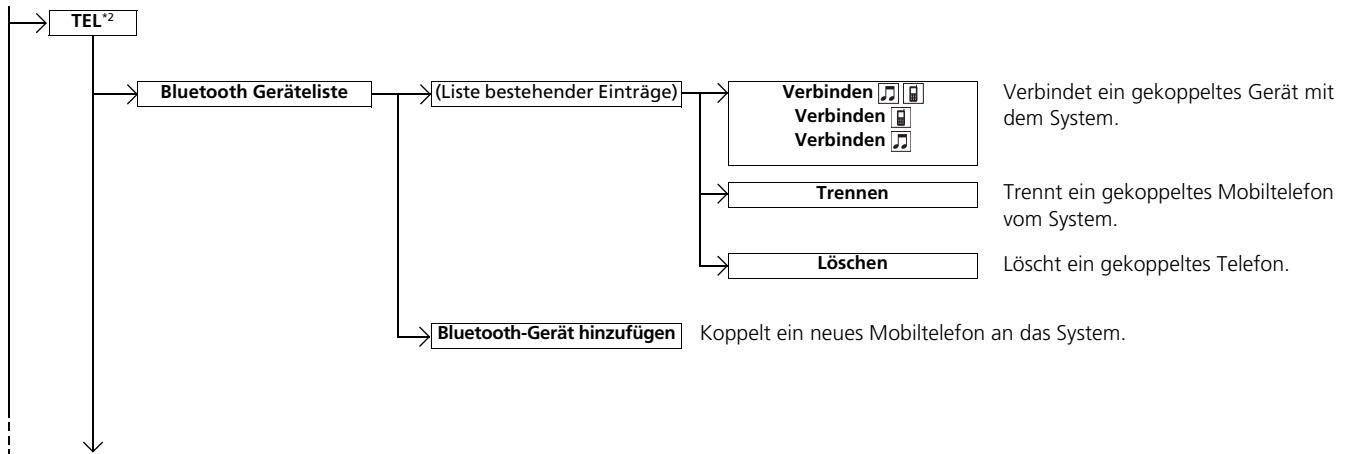 TEL*2
Bluetooth Geräteliste
(Liste bestehender Einträge)
Verbinden
Verbinden
Verbinden
Verbindet ein gekoppeltes Gerät mit
dem System.
Trennen
Trennt ein gekoppeltes Mobiltelefon
vom System.
Löschen
Löscht ein gekoppeltes Telefon.
Bluetooth-Gerät hinzufügen
Koppelt ein neues Mobiltelefon an das System.